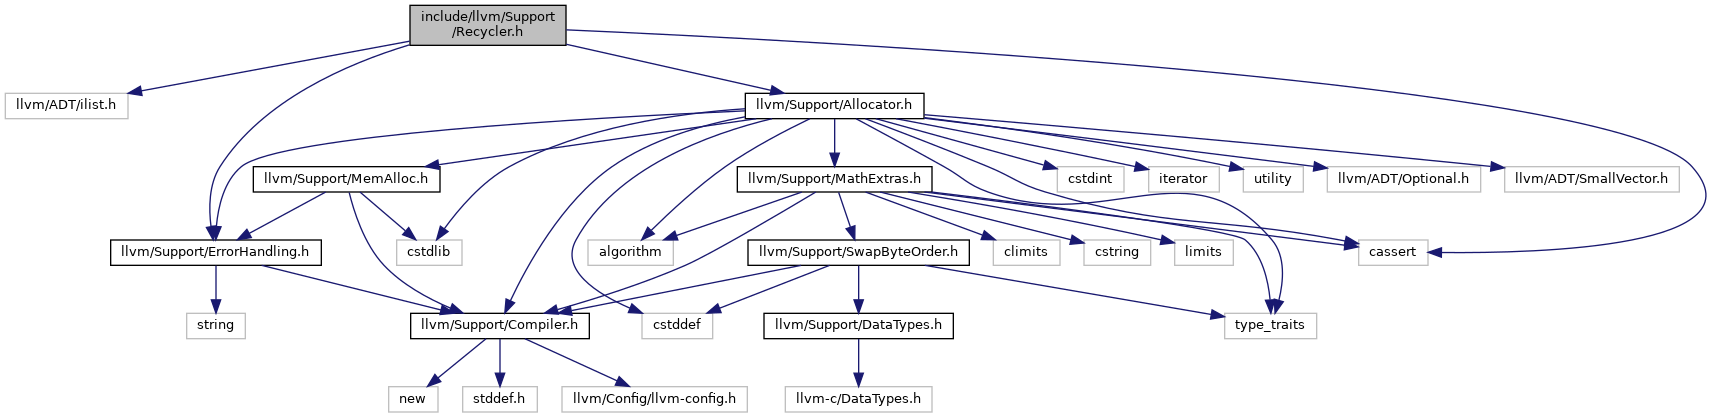 include/llvm/Support
/Recycler.h
llvm/ADT/ilist.h
llvm/Support/Allocator.h
llvm/Support/MemAlloc.h
llvm/Support/MathExtras.h
cstdint
iterator
utility
llvm/ADT/Optional.h
llvm/ADT/SmallVector.h
llvm/Support/ErrorHandling.h
cstdlib
algorithm
llvm/Support/SwapByteOrder.h
climits
cstring
limits
cassert
string
llvm/Support/Compiler.h
cstddef
llvm/Support/DataTypes.h
type_traits
new
stddef.h
llvm/Config/llvm-config.h
llvm-c/DataTypes.h